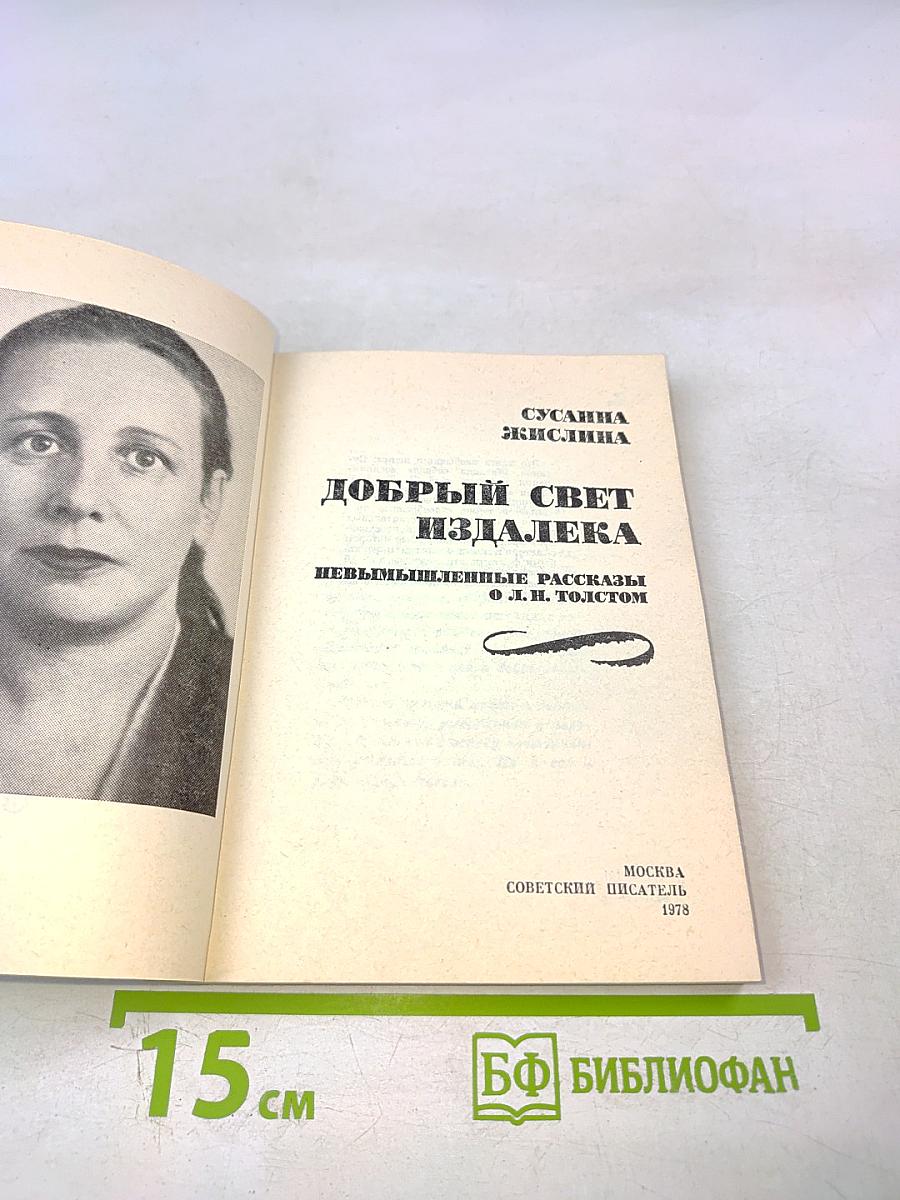 СУСАННА
ЖИСЛИНА
ДОБРЫЙ СВЕТ
ИЗДАЛЕКА
НЕВЫМЫШЛЕННЫЕ РАССКАЗЫ
О Л. Н. ТОЛСТОМ
МОСКВА
СОВЕТСКИЙ ПИСАТЕЛЬ
1978
15 см
БФ БИБЛИОФАН